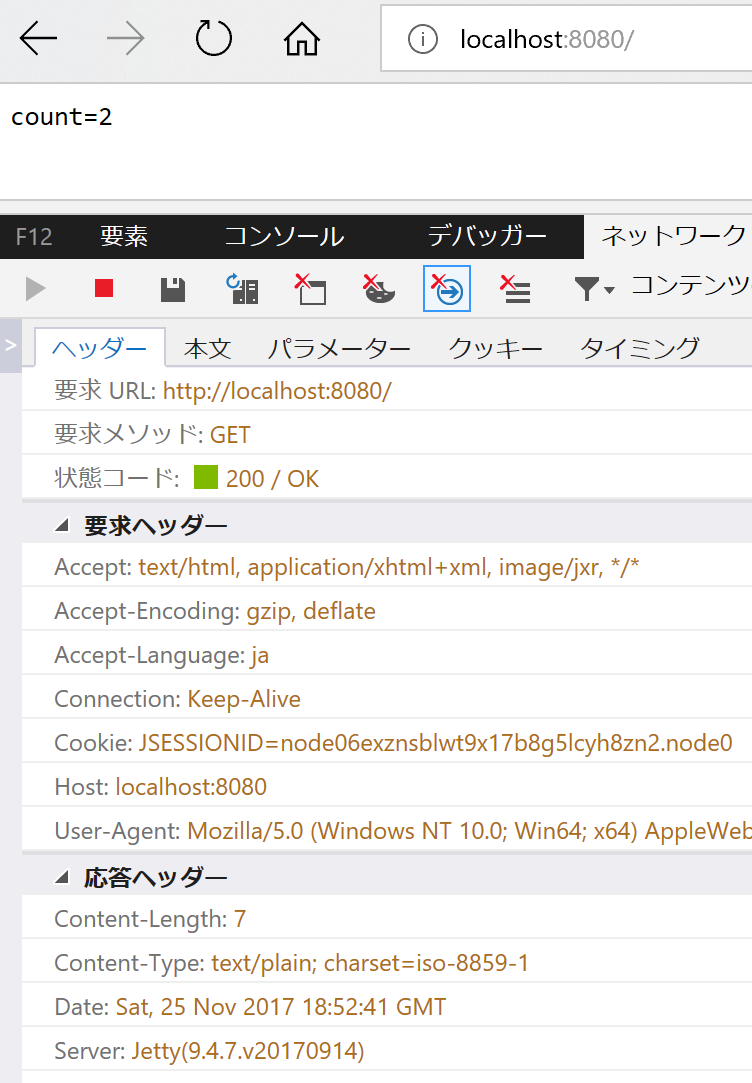 localhost:8080/
count=2
F12 要素 コンソール デバッガー ネットワーク
コンテンツ
> ヘッダー 本文 パラメーター クッキー タイミング
要求 URL: http://localhost:8080/
要求メソッド: GET
状態コード: 200 / OK
要求ヘッダー
Accept: text/html, application/xhtml+xml, image/jxr, */*
Accept-Encoding: gzip, deflate
Accept-Language: ja
Connection: Keep-Alive
Cookie: JSESSIONID=node06exznsblwt9x17b8g5lcyh8zn2.node0
Host: localhost:8080
User-Agent: Mozilla/5.0 (Windows NT 10.0; Win64; x64) AppleWeb
応答ヘッダー
Content-Length: 7
Content-Type: text/plain; charset=iso-8859-1
Date: Sat, 25 Nov 2017 18:52:41 GMT
Server: Jetty(9.4.7.v20170914)